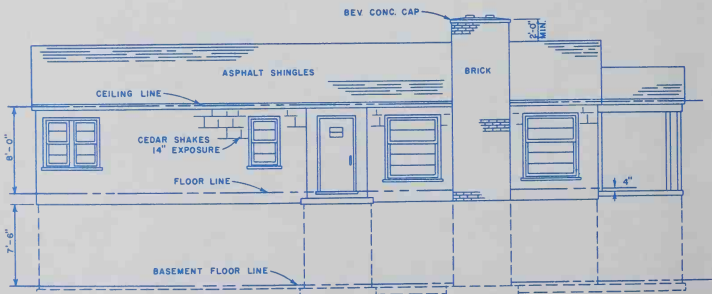 BEV. CONC. CAP
2'-0" MIN.
ASPHALT SHINGLES
BRICK
CEILING LINE
8'-0"
CEDAR SHAKES
14" EXPOSURE
FLOOR LINE
4"
7'-6"
BASEMENT FLOOR LINE